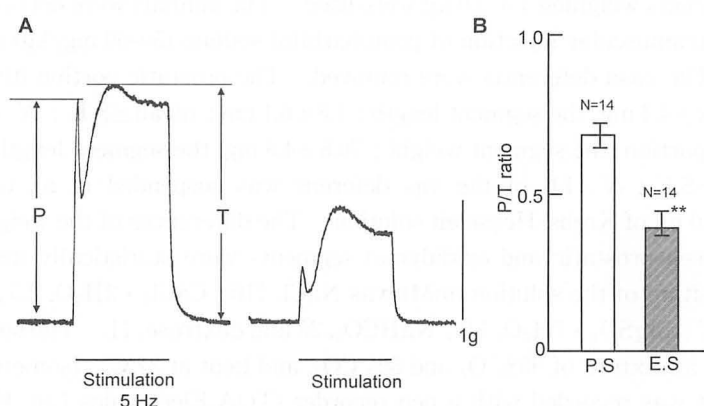 A
P
T
1g
Stimulation
5 Hz
Stimulation
B
P/T ratio
1.0
0.5
0
N=14
N=14
**
P.S
E.S